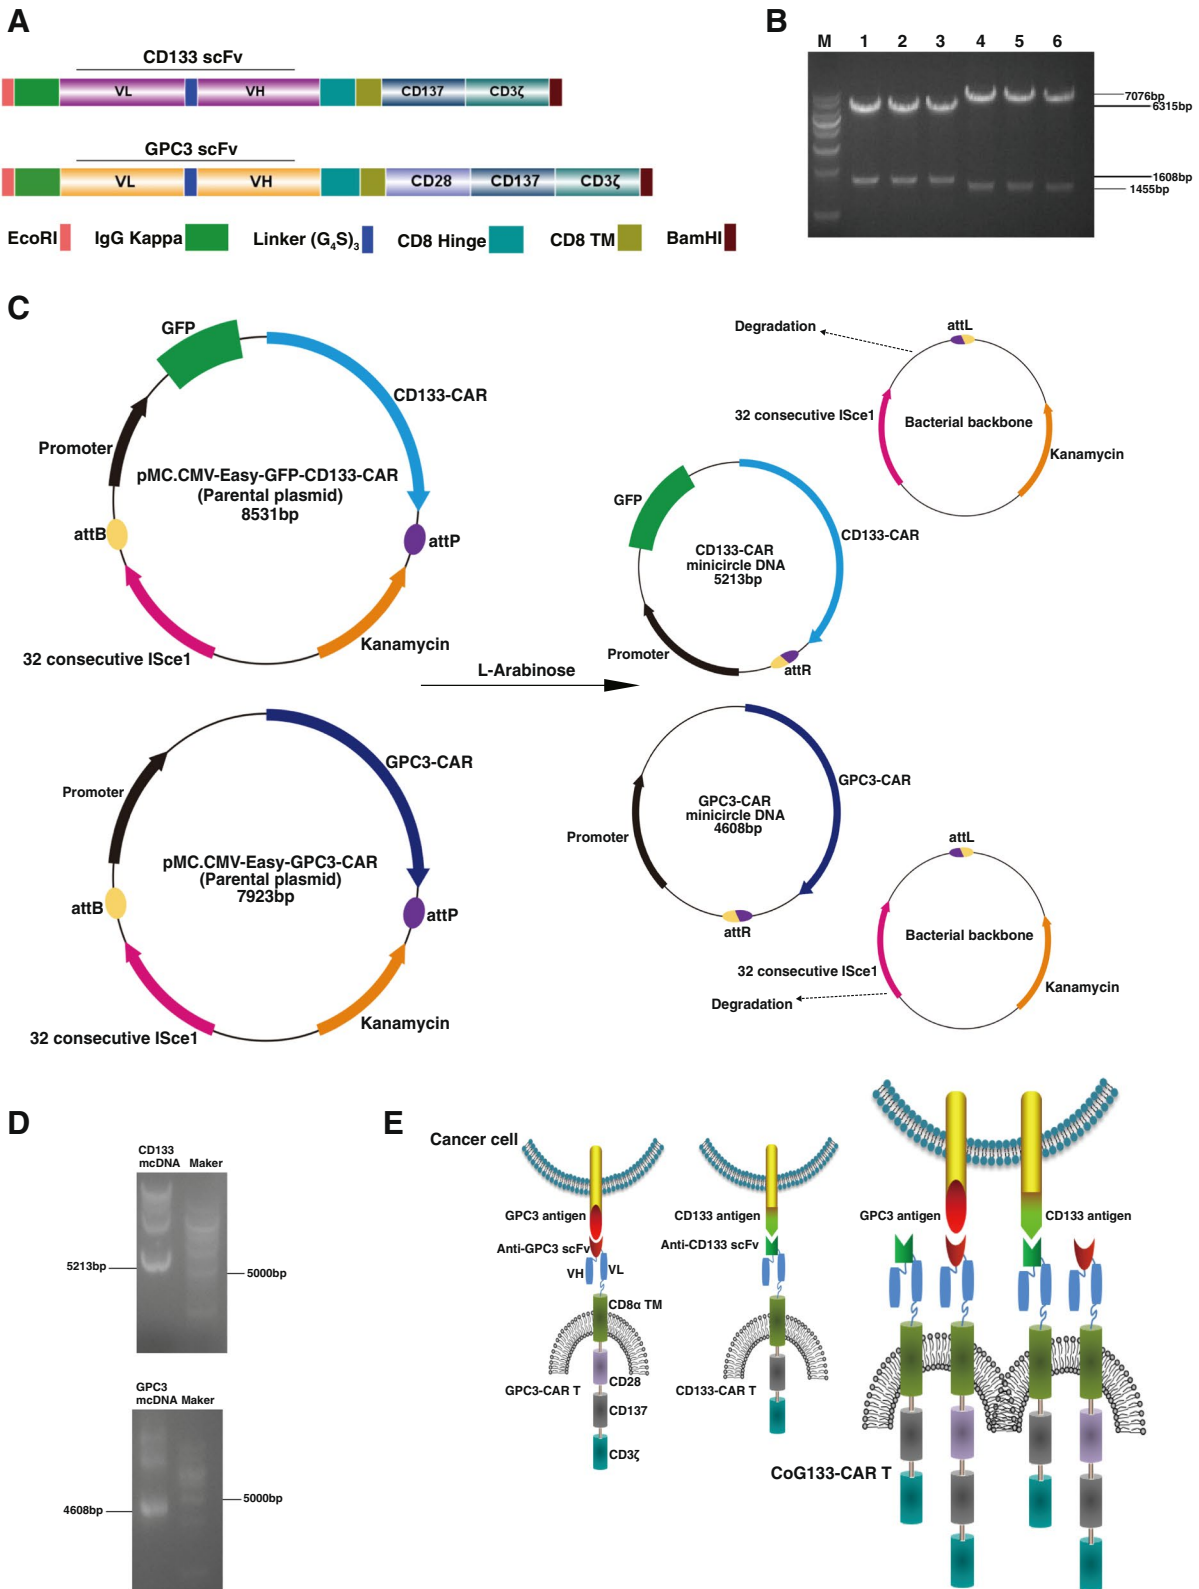 A
CD133 scFv
VL VH CD137 CD3ζ
GPC3 scFv
VL VH CD28 CD137 CD3ζ
EcoRI IgG Kappa Linker (G4S)3 CD8 Hinge CD8 TM BamHI
B
M 1 2 3 4 5 6
7076bp
6315bp
1608bp
1455bp
C
GFP
CD133-CAR
Promoter
pMC.CMV-Easy-GFP-CD133-CAR
(Parental plasmid)
8531bp
attB
attP
32 consecutive ISce1
Kanamycin
L-Arabinose
Promoter
GPC3-CAR
pMC.CMV-Easy-GPC3-CAR
(Parental plasmid)
7923bp
attB
attP
32 consecutive ISce1
Kanamycin
Degradation
attL
32 consecutive ISce1
Bacterial backbone
Kanamycin
GFP
CD133-CAR
CD133-CAR
minicircle DNA
5213bp
Promoter
attR
GPC3-CAR
GPC3-CAR
minicircle DNA
4608bp
Promoter
attR
attL
Bacterial backbone
32 consecutive ISce1
Kanamycin
Degradation
D
CD133
mcDNA Maker
5213bp
5000bp
GPC3
mcDNA Maker
5000bp
4608bp
E
Cancer cell
GPC3 antigen
Anti-GPC3 scFv
VH VL
CD8α TM
GPC3-CAR T
CD28
CD137
CD3ζ
CD133 antigen
Anti-CD133 scFv
CD133-CAR T
GPC3 antigen
CD133 antigen
CoG133-CAR T